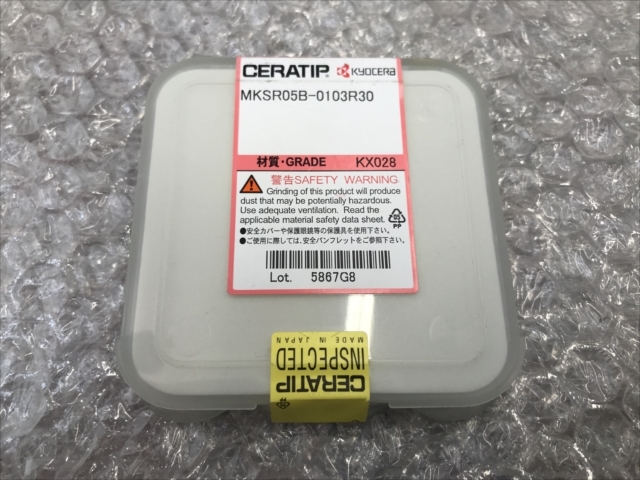 CERATIP® KYOCERA
MKSR05B-0103R30
材質・GRADE KX028
警告SAFETY WARNING
Grinding of this product will produce
dust that may be potentially hazardous.
Use adequate ventilation. Read the
applicable material safety data sheet.
PP
●安全カバーや保護眼鏡等の保護具を使用下さい。
●ご使用に際しては、安全パンフレットをご参照下さい。
Lot. 5867G8
CERATIP
INSPECTED
MADE IN JAPAN